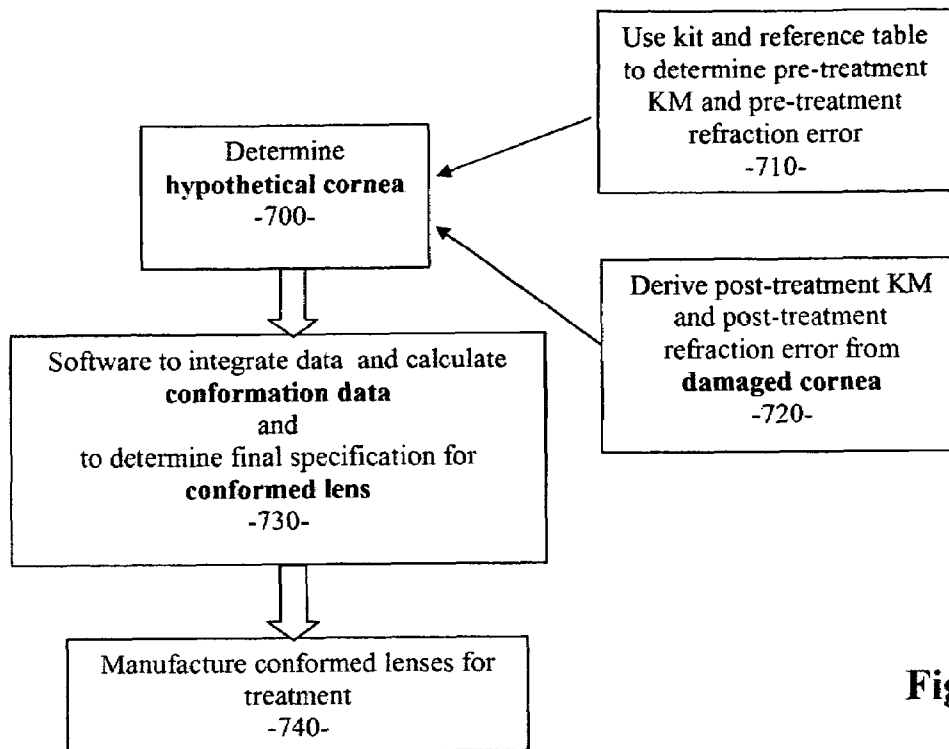 Use kit and reference table
to determine pre-treatment
KM and pre-treatment
refraction error
-710-
Determine
hypothetical cornea
-700-
Derive post-treatment KM
and post-treatment
refraction error from
damaged cornea
-720-
Software to integrate data and calculate
conformation data
and
to determine final specification for
conformed lens
-730-
Manufacture conformed lenses for
treatment
-740-
Fig